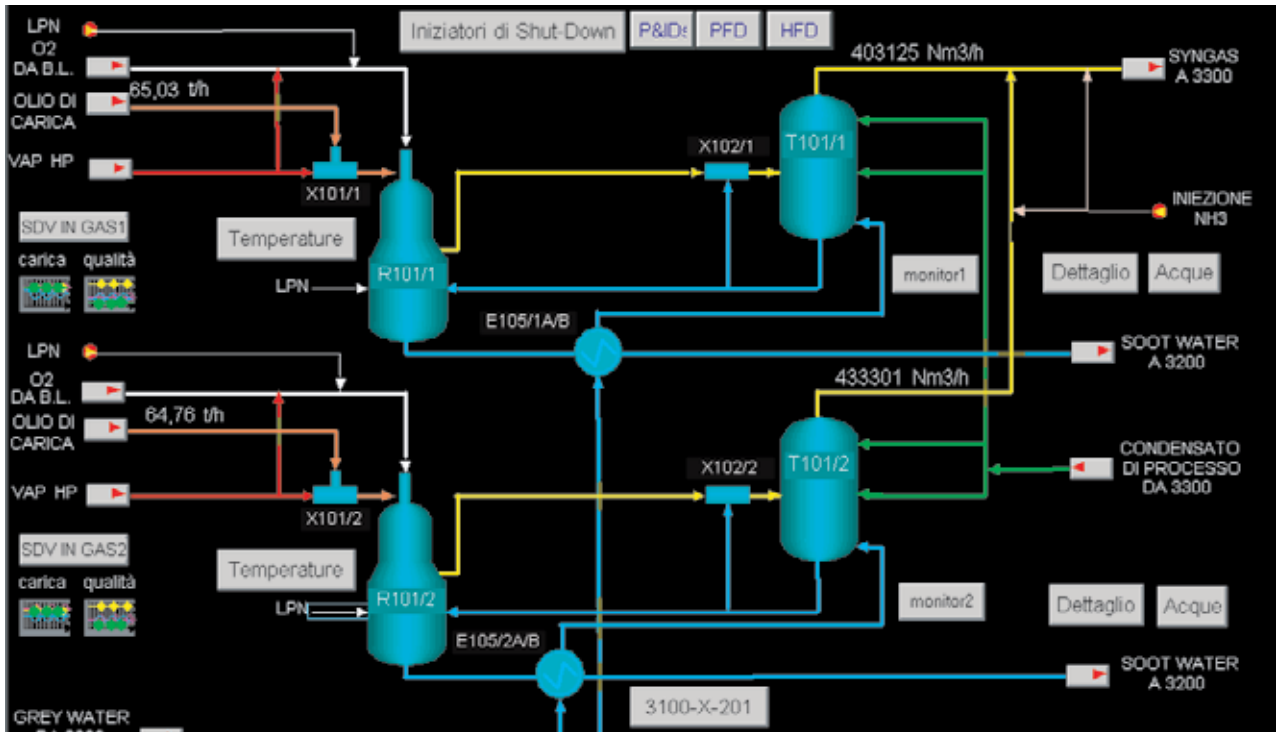 LPN
O2
DA B.L.
OLIO DI
CARICA
VAP HP
65,03 t/h
Iniziatori di Shut-Down
P&IDs
PFD
HFD
403125 Nm3/h
SYNGAS
A 3300
X101/1
X102/1
T101/1
INIEZIONE
NH3
SDV IN GAS1
carica qualità
Temperature
R101/1
LPN
monitor1
Dettaglio
Acque
E105/1A/B
SOOT WATER
A 3200
LPN
O2
DA B.L.
OLIO DI
CARICA
VAP HP
64,76 t/h
433301 Nm3/h
X101/2
X102/2
T101/2
CONDENSATO
DI PROCESSO
DA 3300
SDV IN GAS2
carica qualità
Temperature
R101/2
LPN
monitor2
Dettaglio
Acque
E105/2A/B
SOOT WATER
A 3200
3100-X-201
GREY WATER